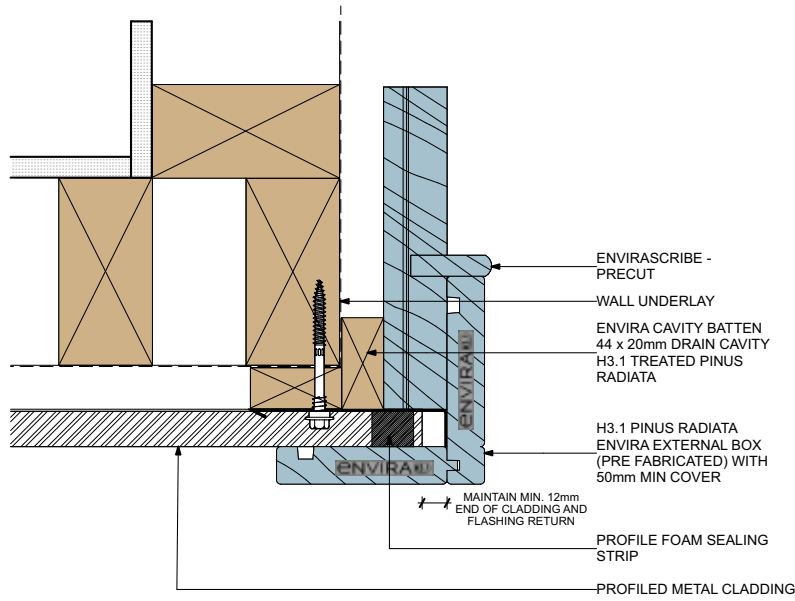 ENVIRASCRIBE -
PRECUT
WALL UNDERLAY
ENVIRA CAVITY BATTEN
44 x 20mm DRAIN CAVITY
H3.1 TREATED PINUS
RADIATA
H3.1 PINUS RADIATA
ENVIRA EXTERNAL BOX
(PRE FABRICATED) WITH
50mm MIN COVER
ENVIRA
ENVIRA
MAINTAIN MIN. 12mm
END OF CLADDING AND
FLASHING RETURN
PROFILE FOAM SEALING
STRIP
PROFILED METAL CLADDING